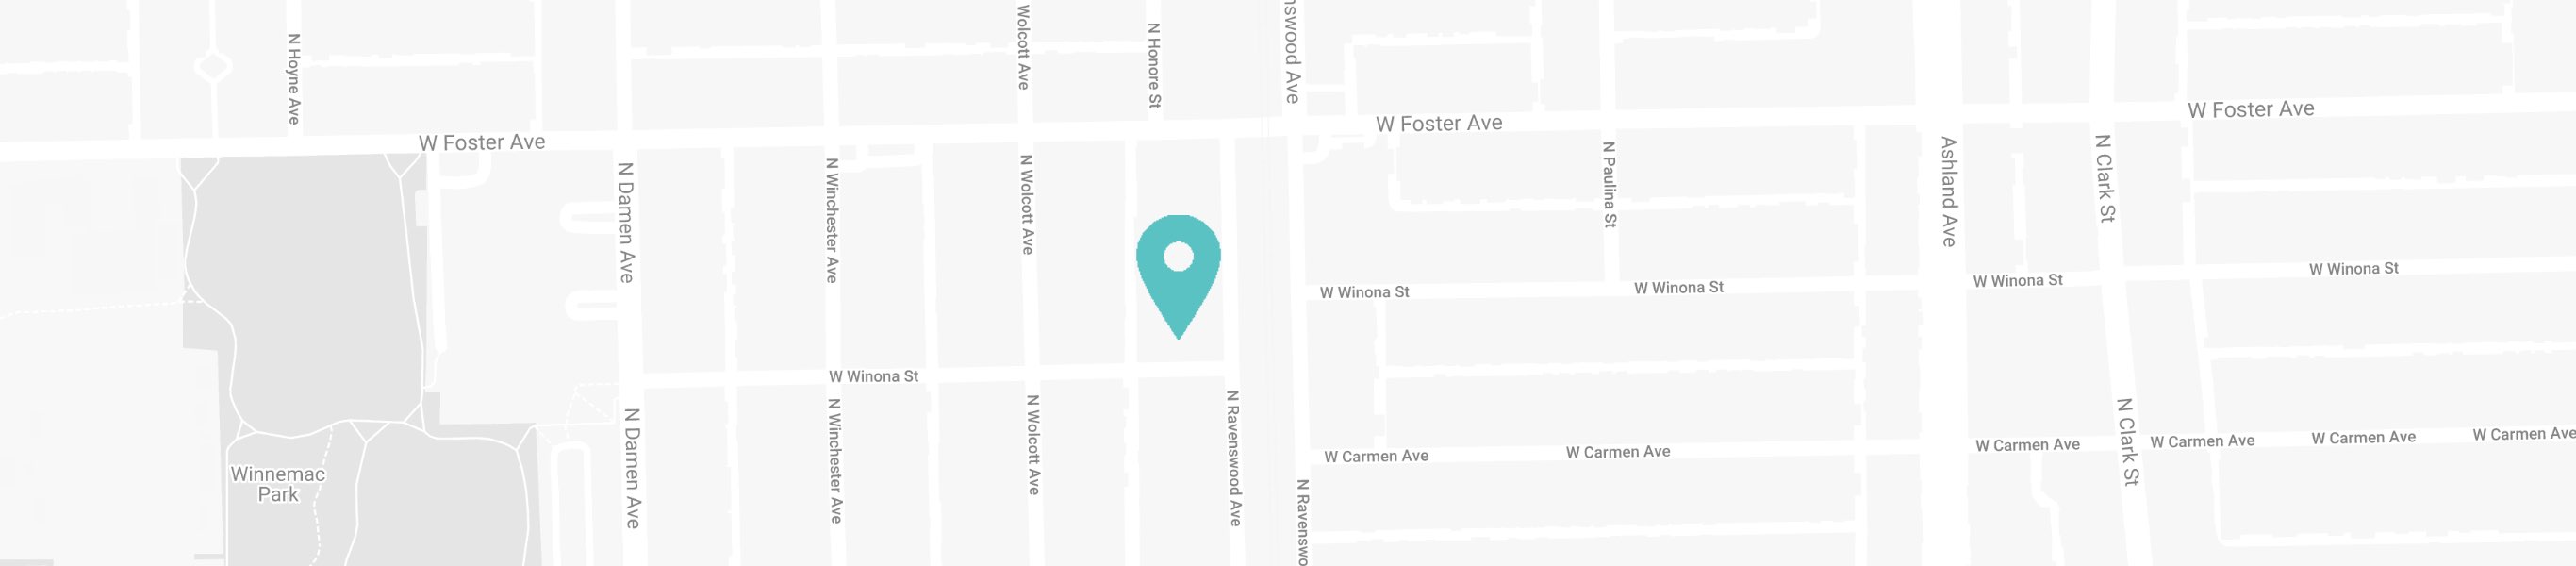 N Hoyne Ave
Wolcott Ave
N Honore St
nswood Ave
W Foster Ave
W Foster Ave
W Foster Ave
N Damen Ave
N Winchester Ave
N Wolcott Ave
N Paulina St
Ashland Ave
N Clark St
W Winona St
W Winona St
W Winona St
W Winona St
W Winona St
N Damen Ave
N Winchester Ave
N Wolcott Ave
N Ravenswood Ave
N Ravenswo
W Carmen Ave
W Carmen Ave
W Carmen Ave
N Clark St
W Carmen Ave
W Carmen Ave
W Carmen Ave
Winnemac
Park